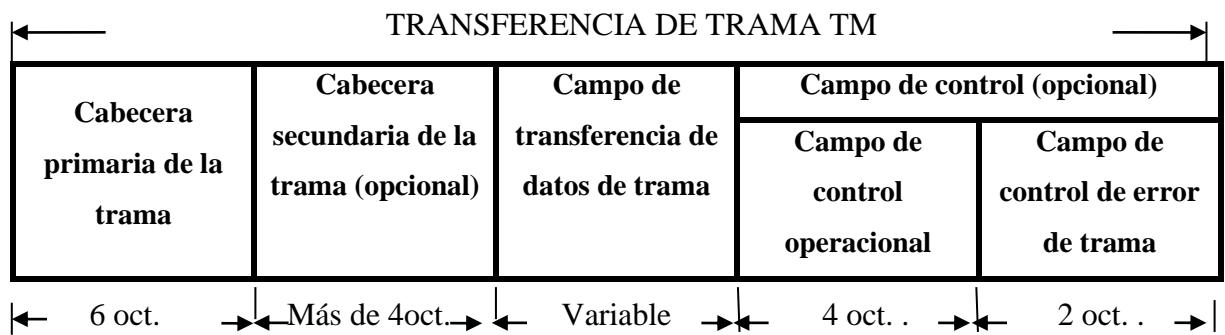 TRANSFERENCIA DE TRAMA TM
Cabecera
primaria de la
trama
Cabecera
secundaria de la
trama (opcional)
Campo de
transferencia de
datos de trama
Campo de control (opcional)
Campo de
control
operacional
Campo de
control de error
de trama
6 oct.
Más de 4oct.
Variable
4 oct. .
2 oct. .